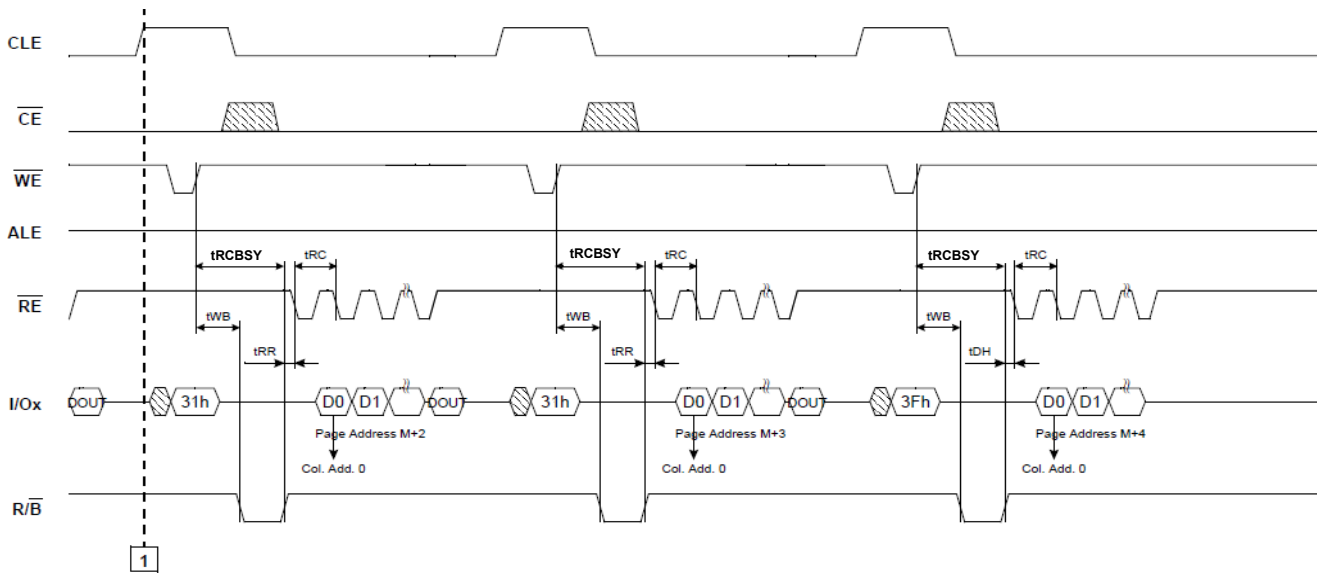 CLE
CE
WE
ALE
tRCBSY tRC tRCBSY tRC tRCBSY tRC
RE
tWB tWB tWB
tRR tRR tDH
I/Ox DOUT 31h D0 D1 DOUT 31h D0 D1 DOUT 3Fh D0 D1
Page Address M+2 Page Address M+3 Page Address M+4
Col. Add. 0 Col. Add. 0 Col. Add. 0
R/B
1